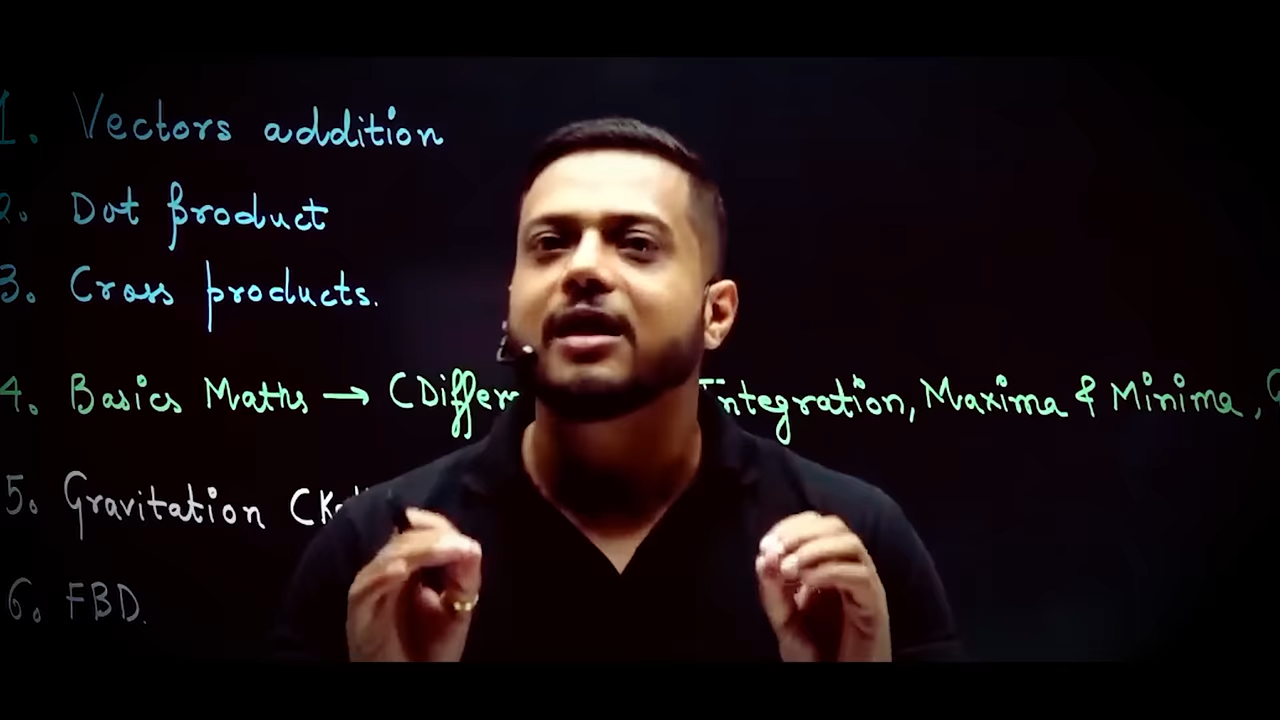 1. Vectors addition
2. Dot product
3. Cross products.
4. Basics Maths → (Differ Integration, Maxima & Minima,
5. Gravitation (K
6. FBD.